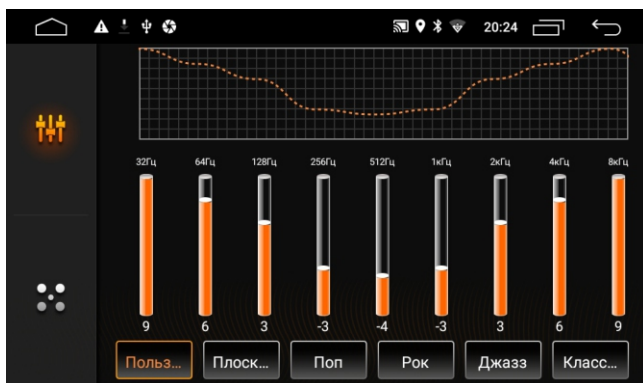 20:24
32Гц 64Гц 128Гц 256Гц 512Гц 1кГц 2кГц 4кГц 8кГц
9 6 3 -3 -4 -3 3 6 9
Польз... Плоск... Поп Рок Джазз Класс...